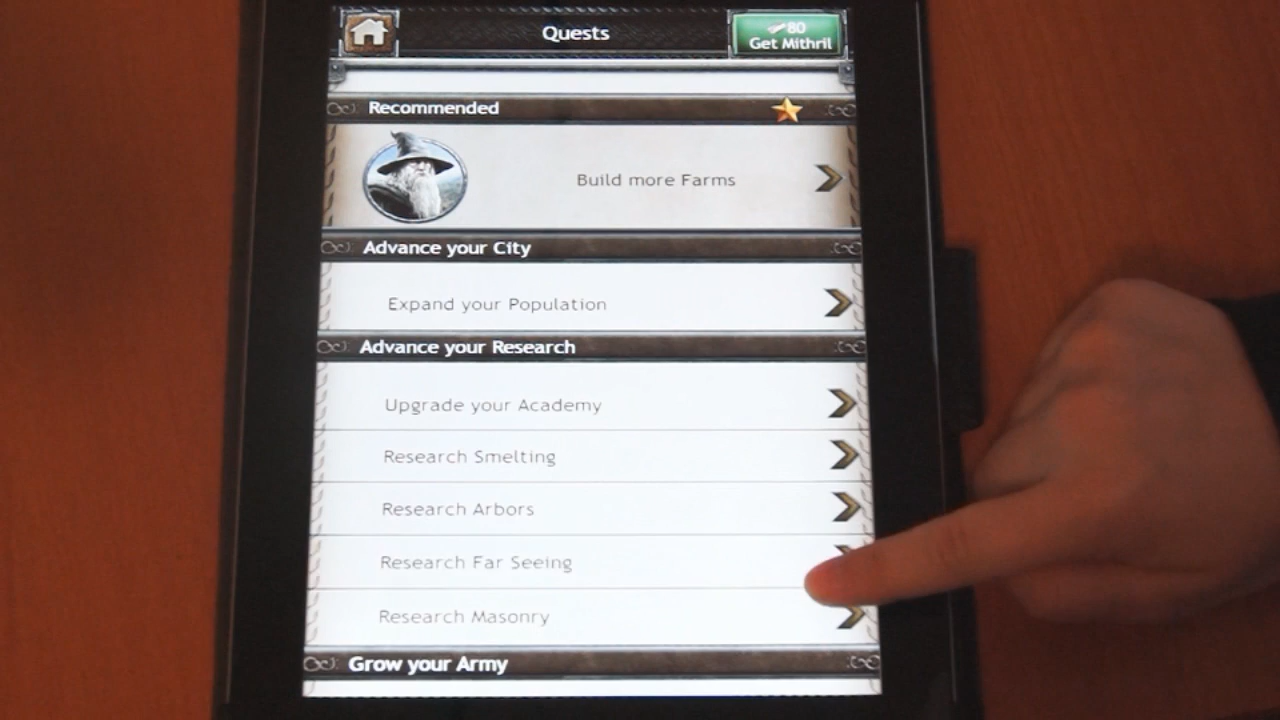 Quests
80
Get Mithril
Recommended
Build more Farms
Advance your City
Expand your Population
Advance your Research
Upgrade your Academy
Research Smelting
Research Arbors
Research Far Seeing
Research Masonry
Grow your Army